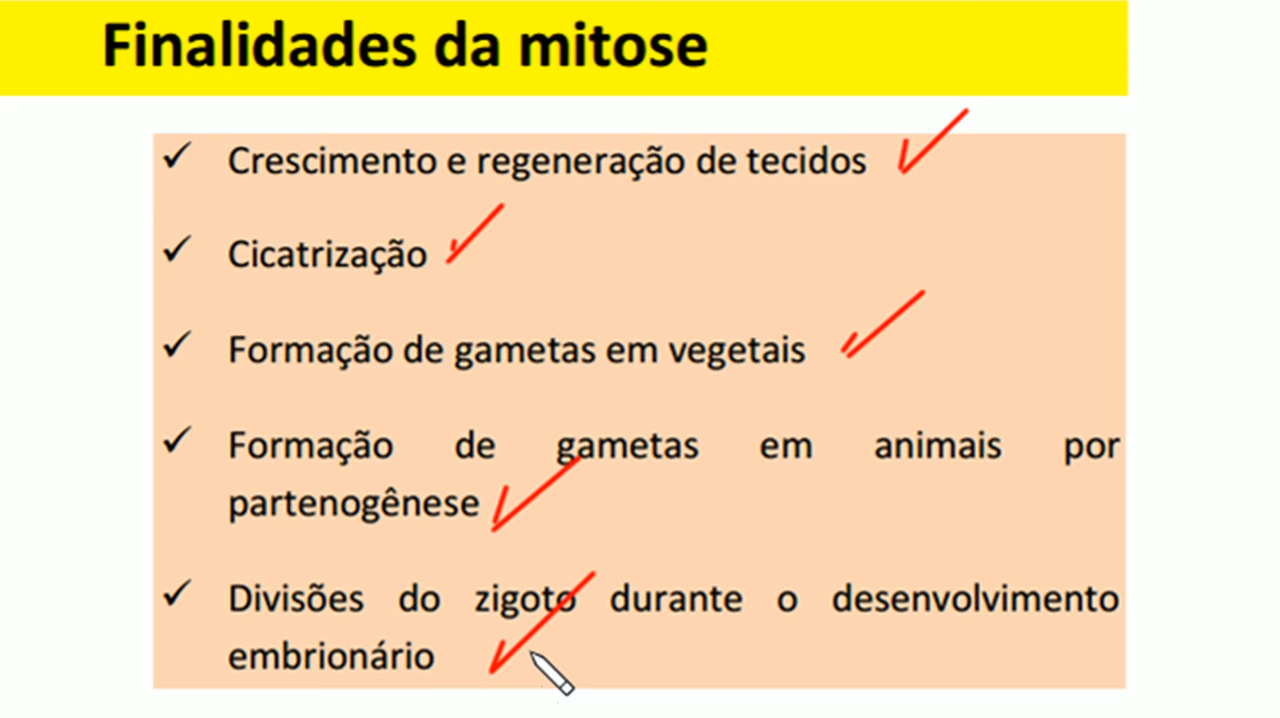 Finalidades da mitose
✓ Crescimento e regeneração de tecidos
✓ Cicatrização
✓ Formação de gametas em vegetais
✓ Formação de gametas em animais por
partenogênese
✓ Divisões do zigoto durante o desenvolvimento
embrionário